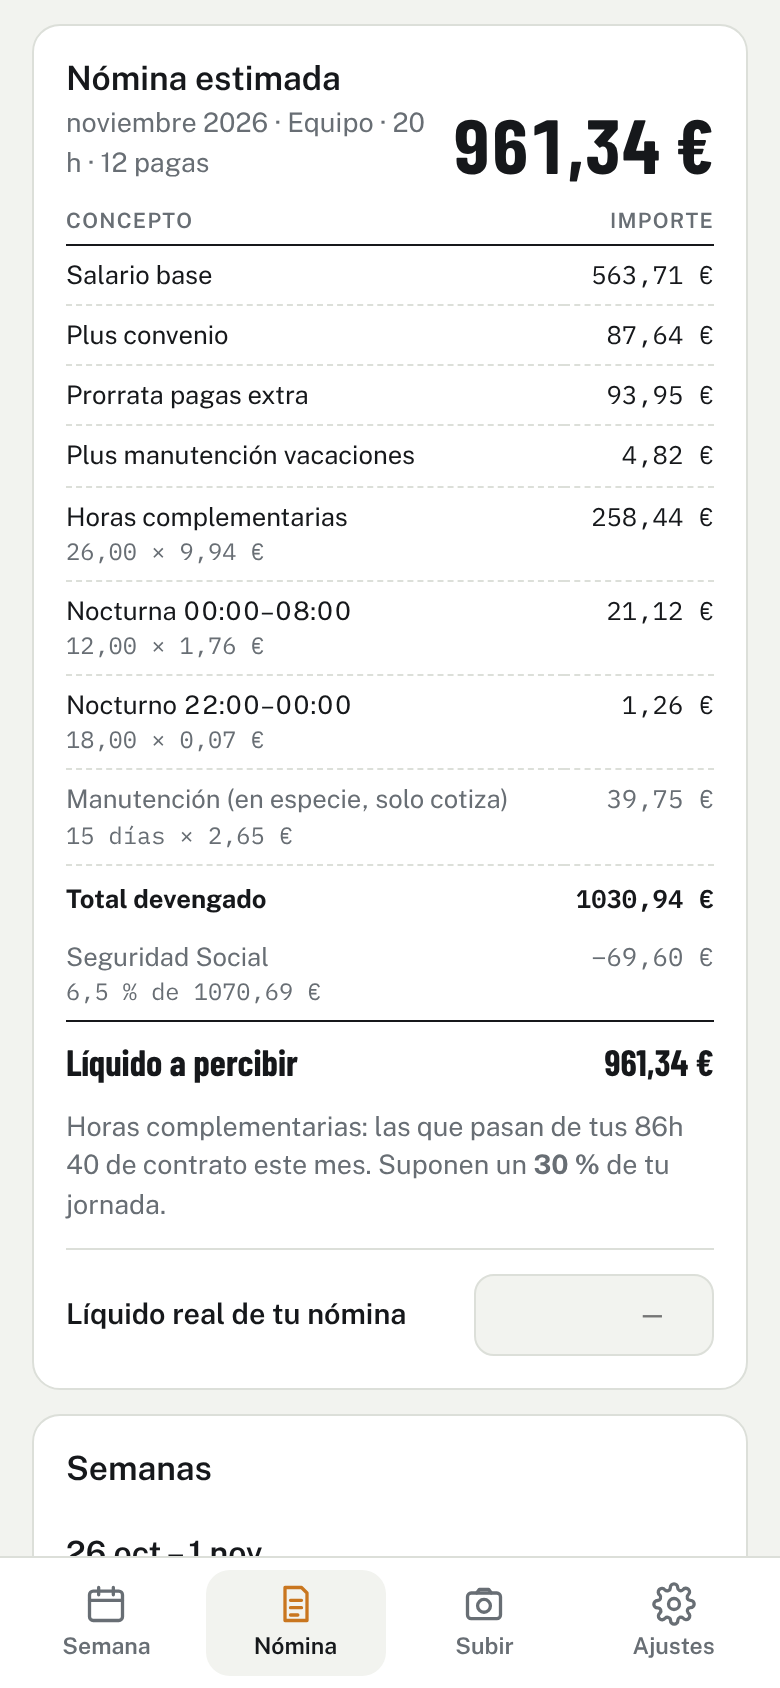 Nómina estimada
noviembre 2026 · Equipo · 20
h · 12 pagas
961,34 €
CONCEPTO IMPORTE
Salario base 563,71 €
Plus convenio 87,64 €
Prorrata pagas extra 93,95 €
Plus manutención vacaciones 4,82 €
Horas complementarias 258,44 €
26,00 × 9,94 €
Nocturna 00:00–08:00 21,12 €
12,00 × 1,76 €
Nocturno 22:00–00:00 1,26 €
18,00 × 0,07 €
Manutención (en especie, solo cotiza) 39,75 €
15 días × 2,65 €
Total devengado 1030,94 €
Seguridad Social −69,60 €
6,5 % de 1070,69 €
Líquido a percibir 961,34 €
Horas complementarias: las que pasan de tus 86h
40 de contrato este mes. Suponen un 30 % de tu
jornada.
Líquido real de tu nómina —
Semanas
26 oct – 1 nov
Semana Nómina Subir Ajustes